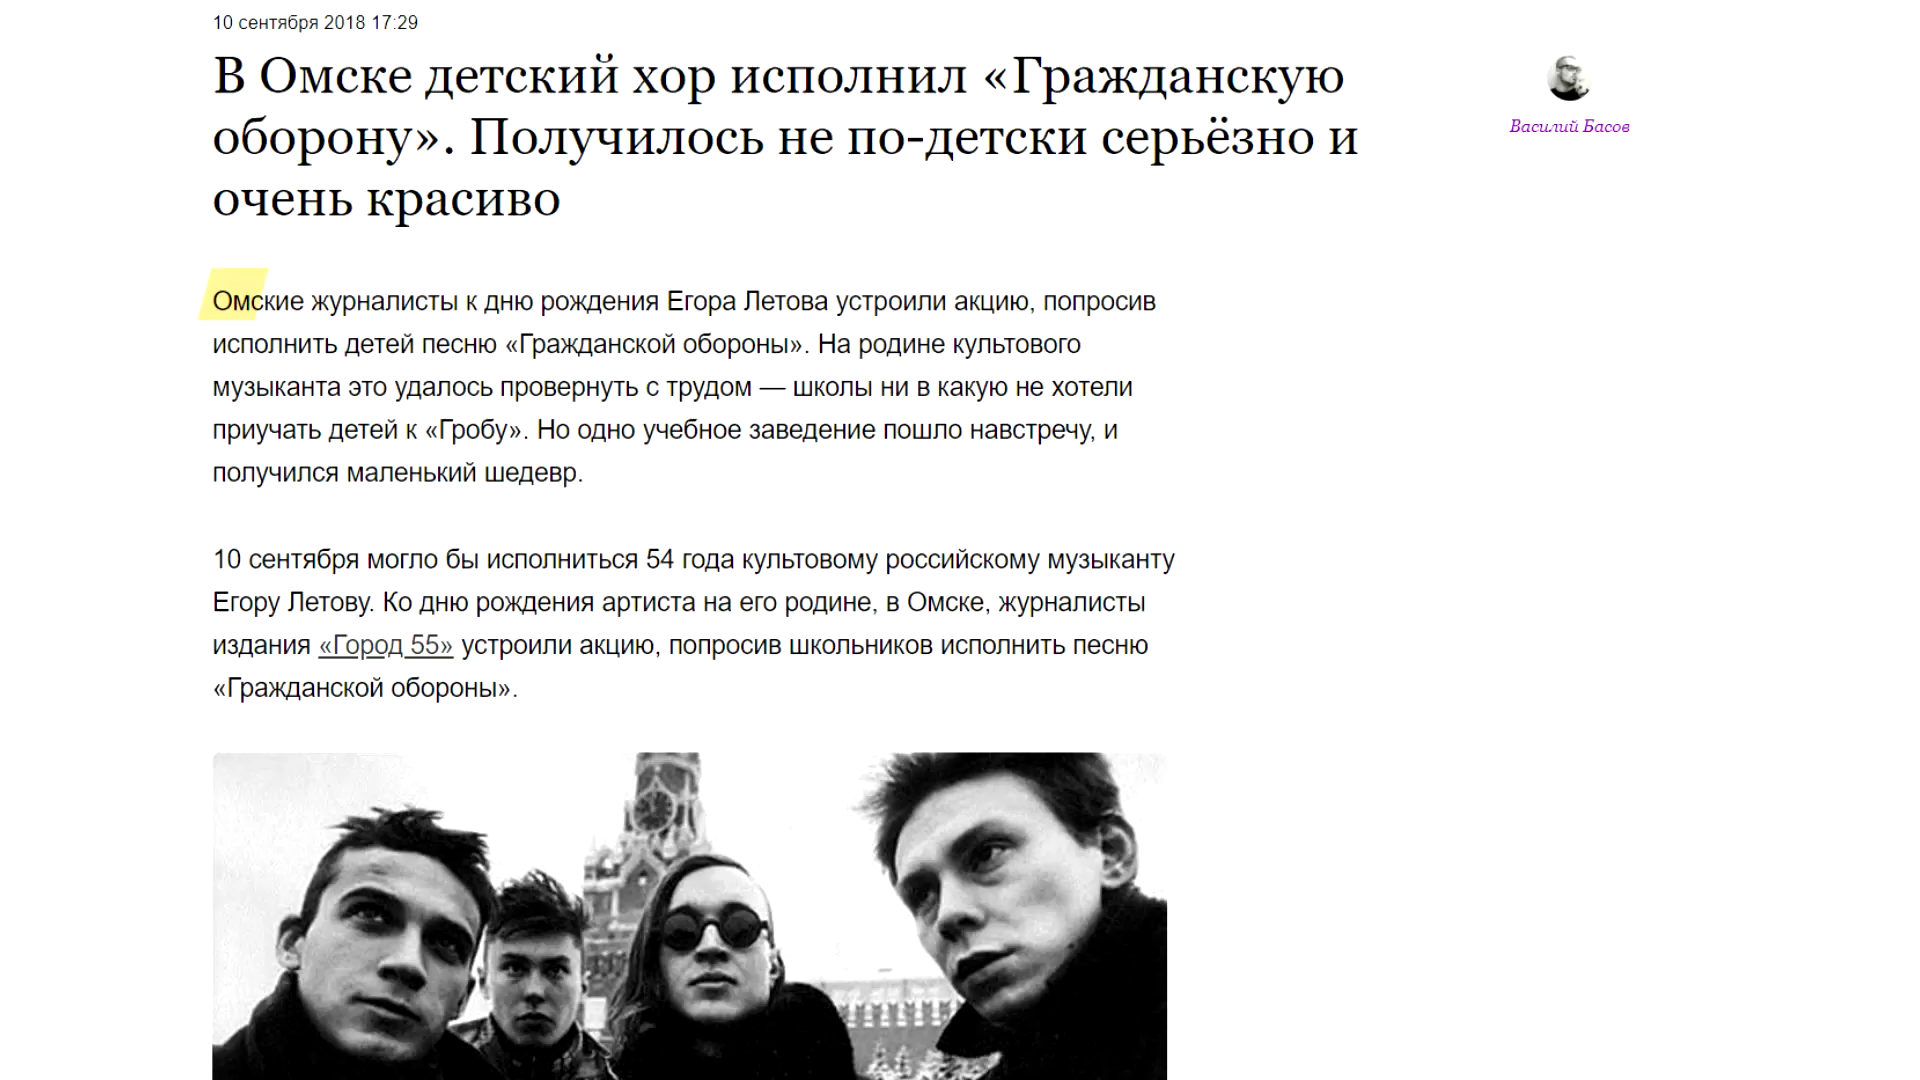 10 сентября 2018 17:29
В Омске детский хор исполнил «Гражданскую
оборону». Получилось не по-детски серьёзно и
очень красиво
Василий Басов
Омские журналисты к дню рождения Егора Летова устроили акцию, попросив
исполнить детей песню «Гражданской обороны». На родине культового
музыканта это удалось провернуть с трудом — школы ни в какую не хотели
приучать детей к «Гробу». Но одно учебное заведение пошло навстречу, и
получился маленький шедевр.
10 сентября могло бы исполниться 54 года культовому российскому музыканту
Егору Летову. Ко дню рождения артиста на его родине, в Омске, журналисты
издания «Город 55» устроили акцию, попросив школьников исполнить песню
«Гражданской обороны».